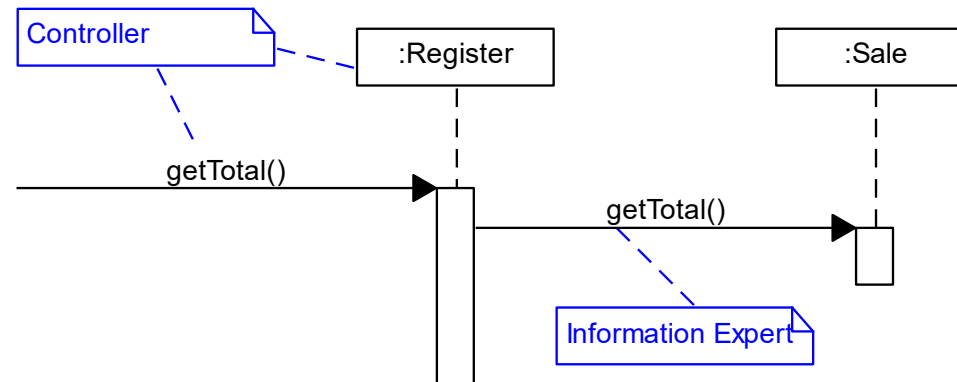 Controller
:Register
:Sale
getTotal()
getTotal()
Information Expert